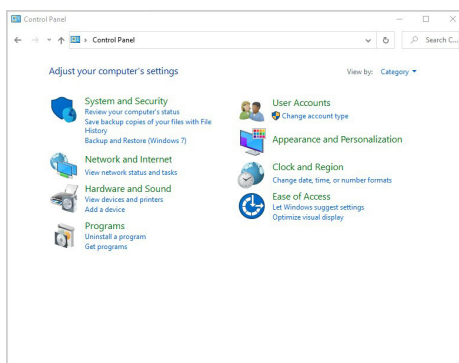 Control Panel
Control Panel
Search C...
Adjust your computer's settings
View by: Category
System and Security
Review your computer's status
Save backup copies of your files with File
History
Backup and Restore (Windows 7)
Network and Internet
View network status and tasks
Hardware and Sound
View devices and printers
Add a device
Programs
Uninstall a program
Get programs
User Accounts
Change account type
Appearance and Personalization
Clock and Region
Change date, time, or number formats
Ease of Access
Let Windows suggest settings
Optimize visual display